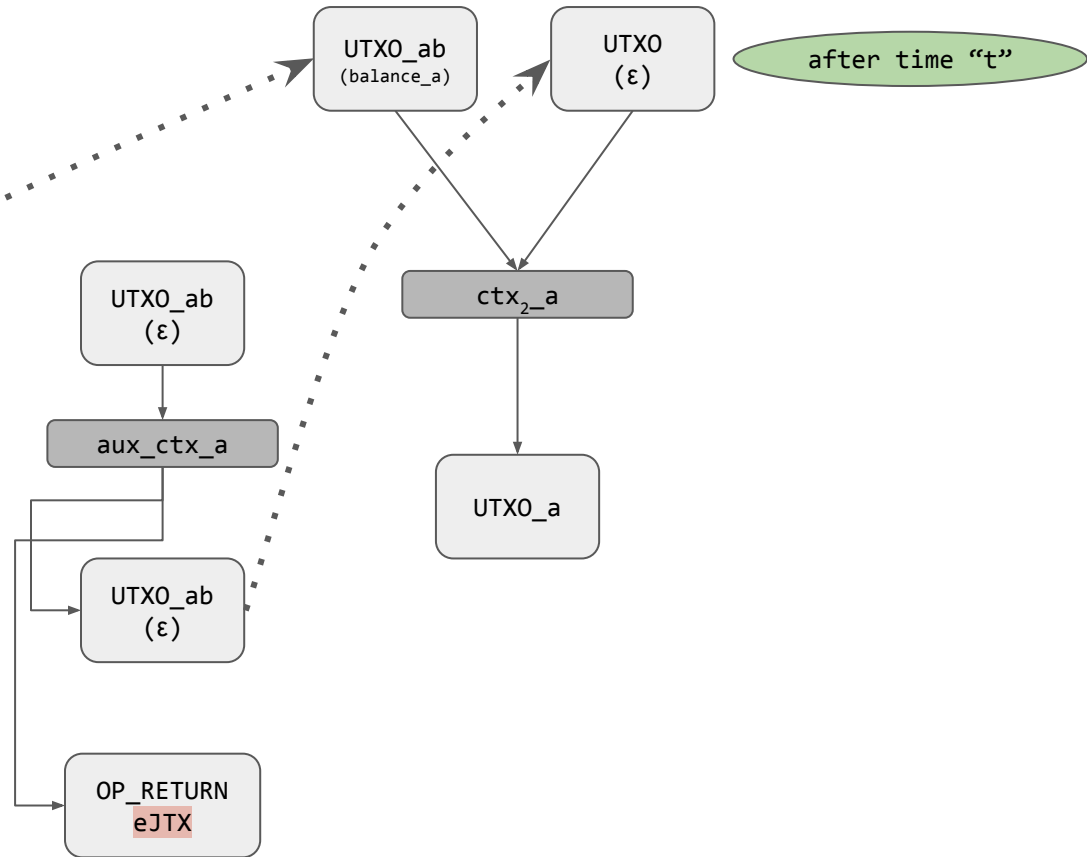 UTXO_ab
(balance_a)
UTXO
(ε)
after time “t”
UTXO_ab
(ε)
ctx₂_a
aux_ctx_a
UTXO_a
UTXO_ab
(ε)
OP_RETURN
eJTX